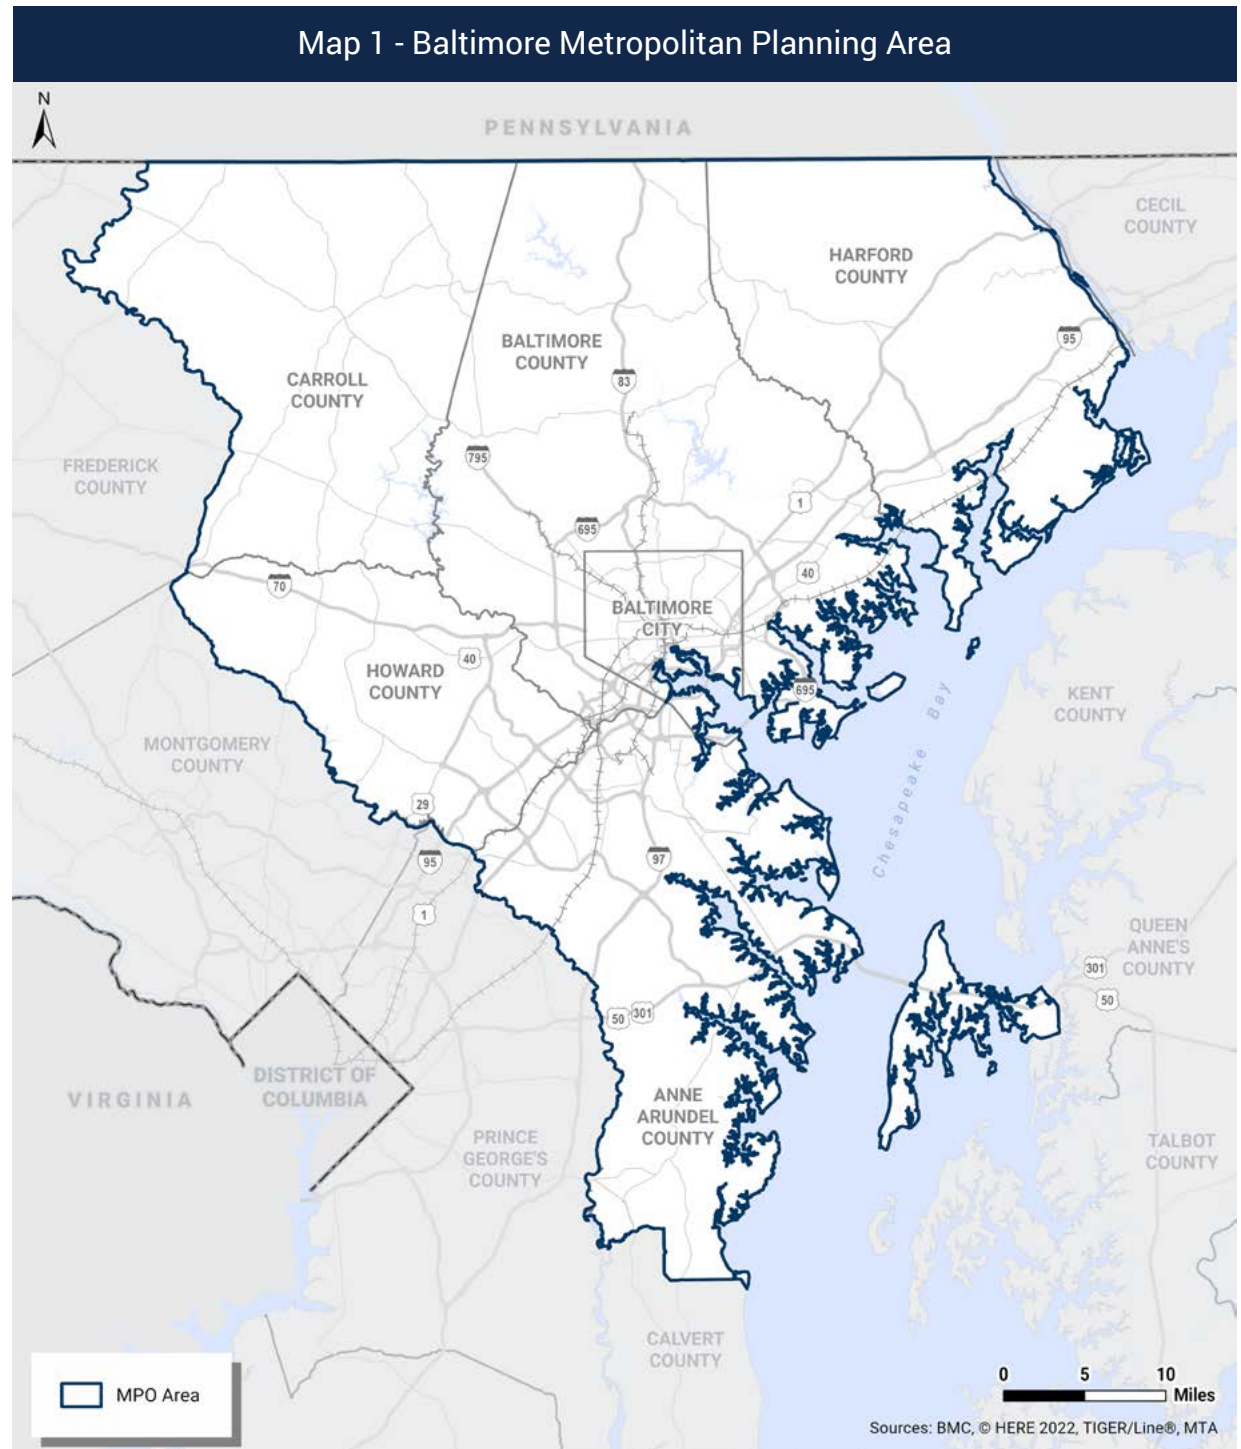 Map 1 - Baltimore Metropolitan Planning Area
N
PENNSYLVANIA
CECIL
COUNTY
HARFORD
COUNTY
BALTIMORE
COUNTY
95
83
CARROLL
COUNTY
795
FREDERICK
COUNTY
1
695
40
70
BALTIMORE
CITY
40
HOWARD
COUNTY
695
KENT
COUNTY
MONTGOMERY
COUNTY
Chesapeake Bay
29
95
97
1
QUEEN
ANNE'S
COUNTY
301
50
50
301
DISTRICT OF
COLUMBIA
VIRGINIA
ANNE
ARUNDEL
COUNTY
PRINCE
GEORGE'S
COUNTY
TALBOT
COUNTY
CALVERT
COUNTY
MPO Area
0 5 10
Miles
Sources: BMC, © HERE 2022, TIGER/Line®, MTA